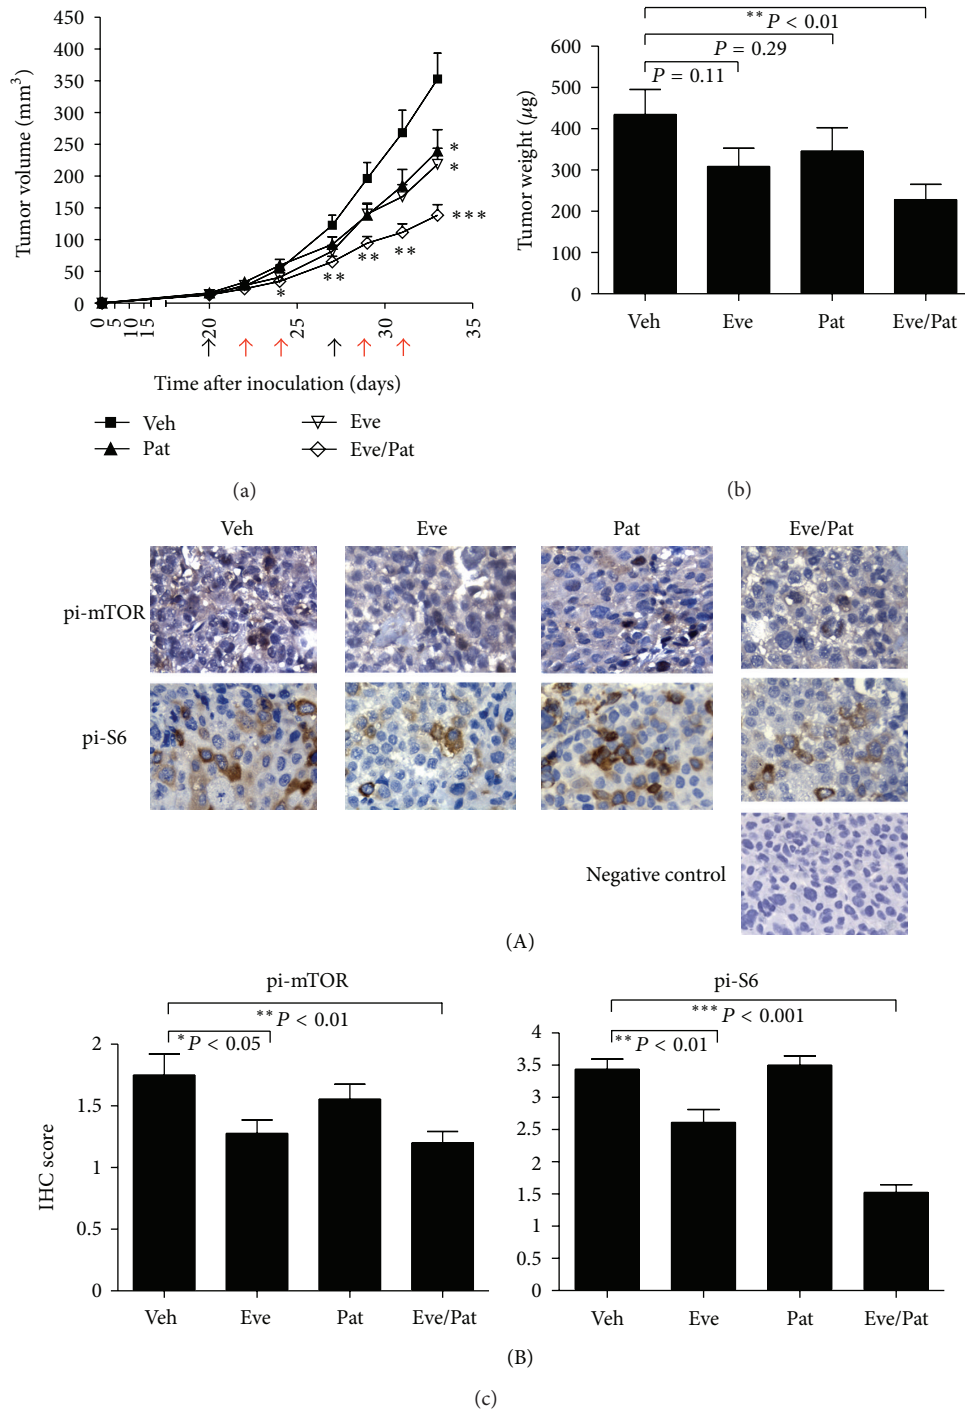 450
400
350
300
250
200
150
100
50
0
Tumor volume (mm³)
0 5 10 15 20 25 30 35
* * *** ** ** ** *
Time after inoculation (days)
Veh
Pat
Eve
Eve/Pat
(a)
** P < 0.01
P = 0.29
P = 0.11
600
500
400
300
200
100
0
Tumor weight (µg)
Veh Eve Pat Eve/Pat
(b)
Veh Eve Pat Eve/Pat
pi-mTOR
pi-S6
Negative control
(A)
pi-mTOR
** P < 0.01
* P < 0.05
2
1.5
1
0.5
0
IHC score
Veh Eve Pat Eve/Pat
pi-S6
*** P < 0.001
** P < 0.01
4
3.5
3
2.5
2
1.5
1
0.5
0
Veh Eve Pat Eve/Pat
(B)
(c)